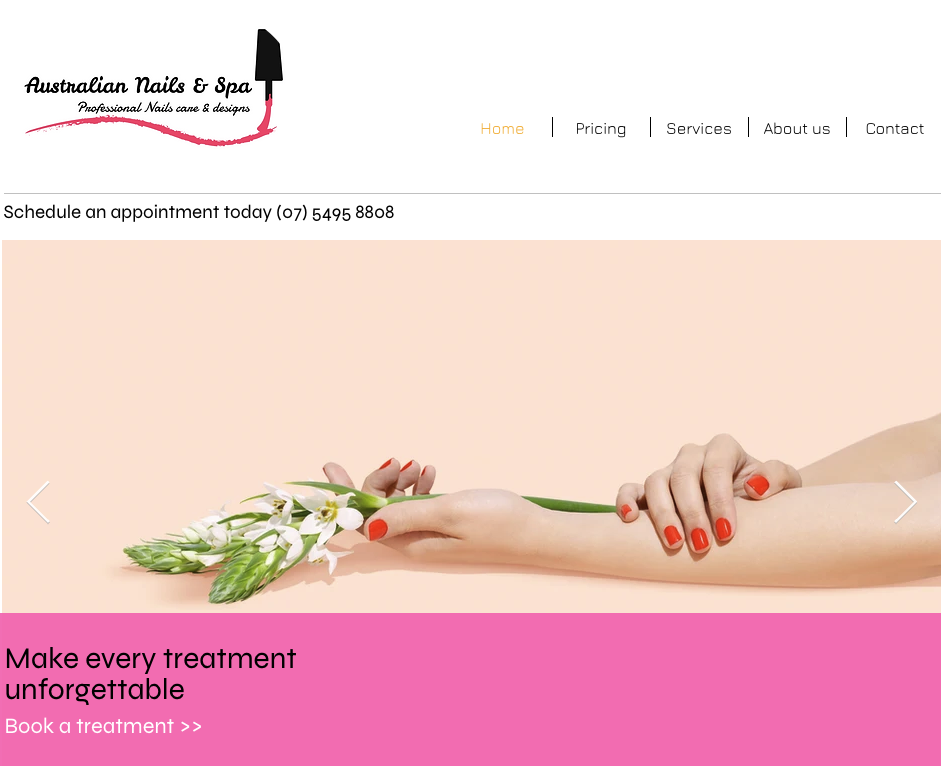 Australian Nails & Spa
Professional Nails care & designs
Home
Pricing
Services
About us
Contact
Schedule an appointment today (07) 5495 8808
Make every treatment
unforgettable
Book a treatment >>